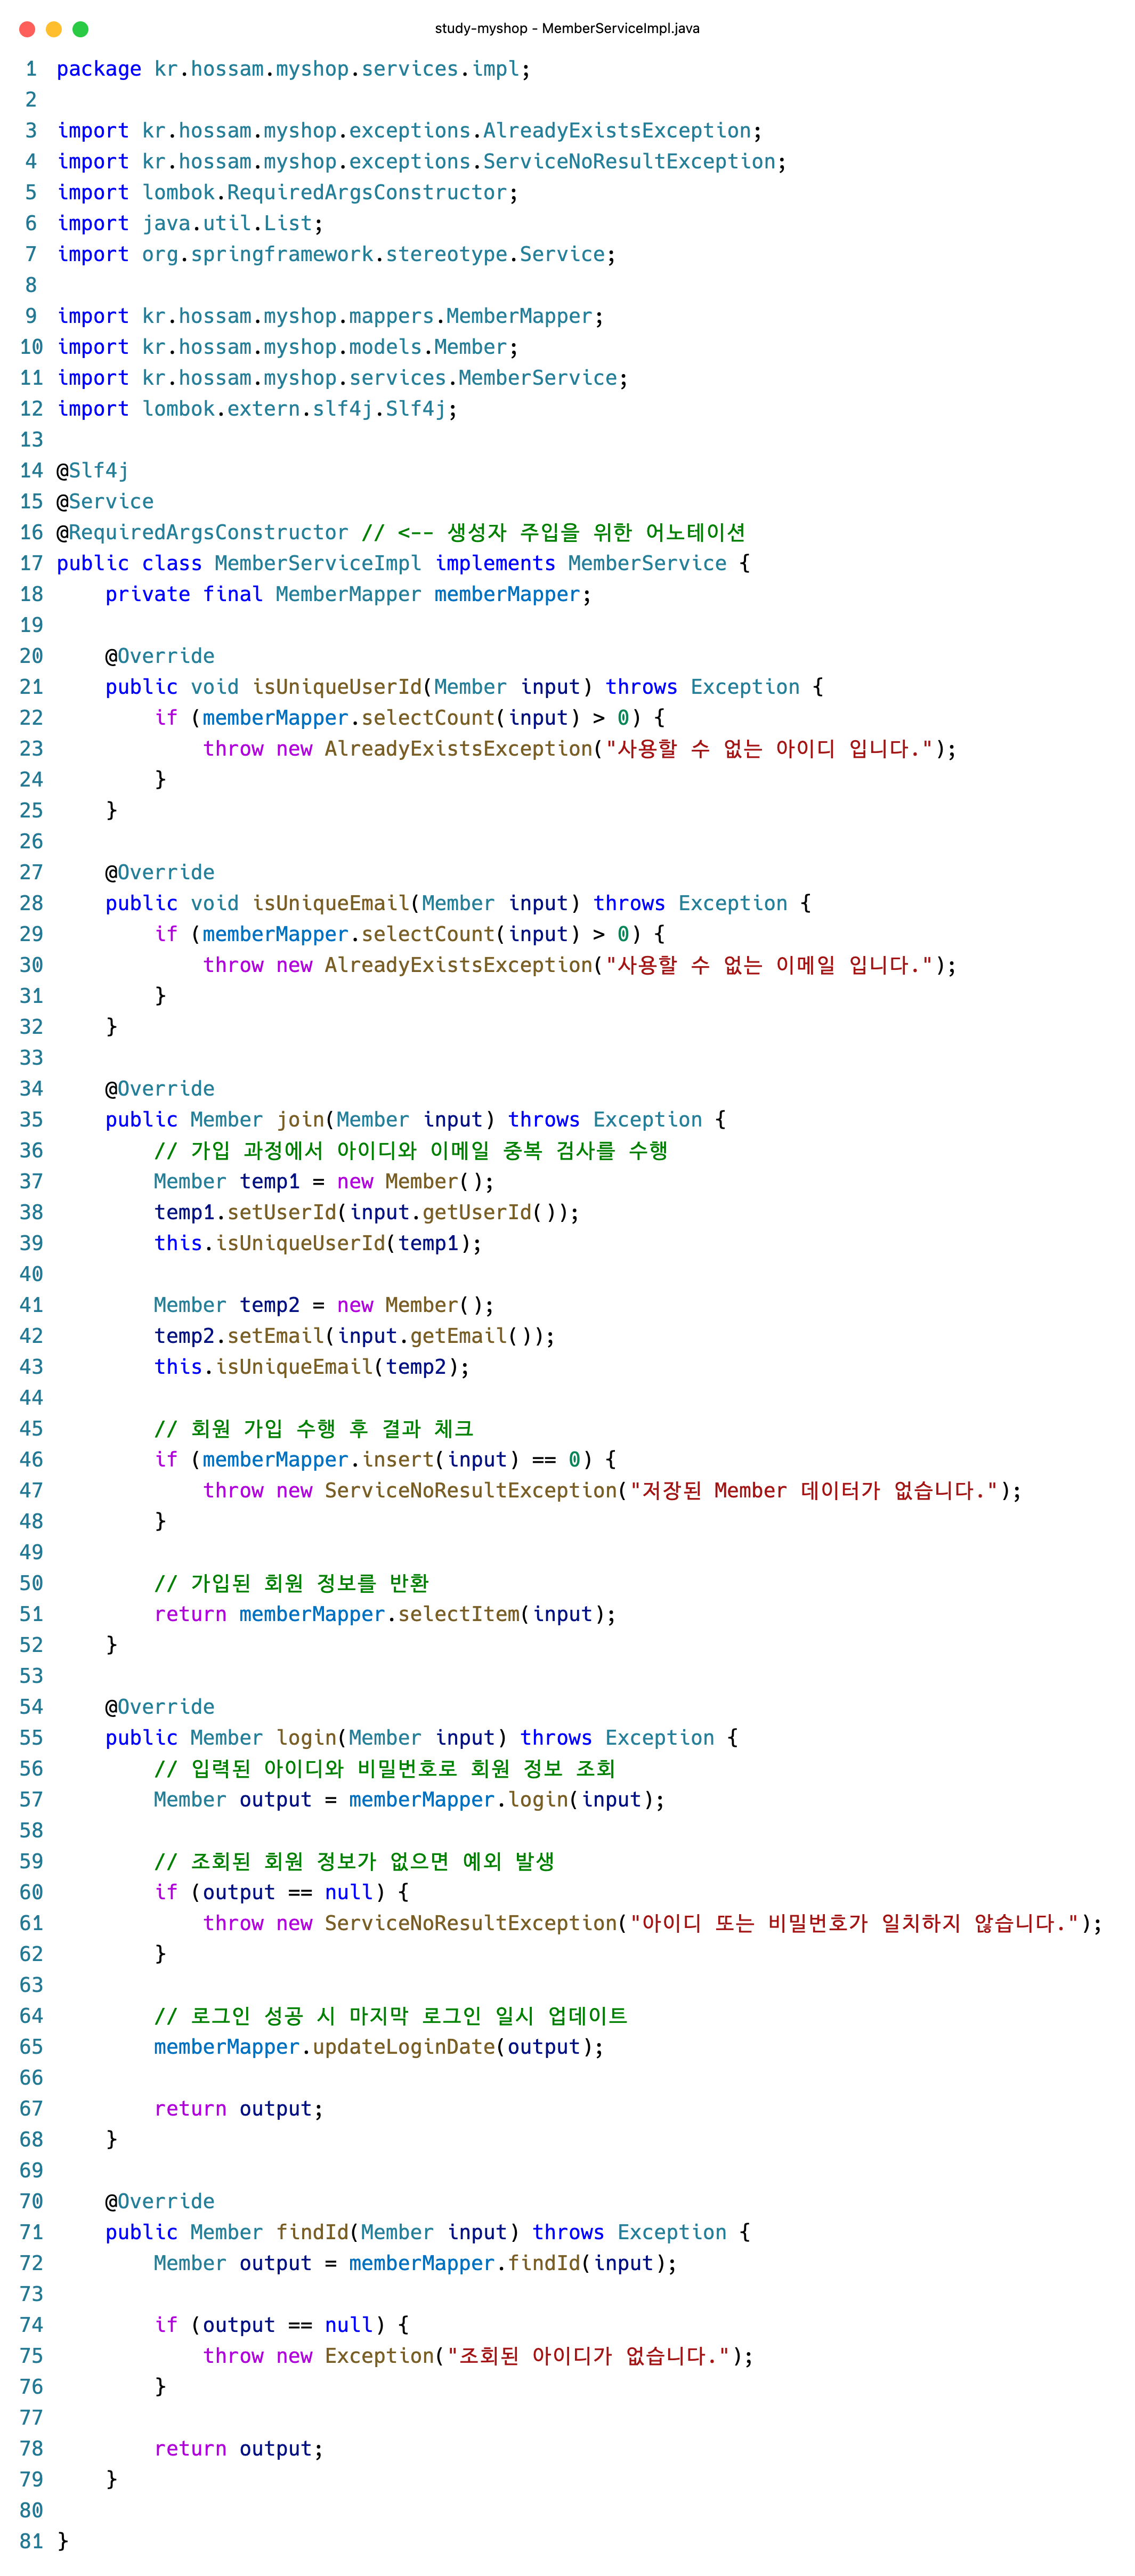 study-myshop - MemberServiceImpl.java
1 package kr.hossam.myshop.services.impl;
2
3 import kr.hossam.myshop.exceptions.AlreadyExistsException;
4 import kr.hossam.myshop.exceptions.ServiceNoResultException;
5 import lombok.RequiredArgsConstructor;
6 import java.util.List;
7 import org.springframework.stereotype.Service;
8
9 import kr.hossam.myshop.mappers.MemberMapper;
10 import kr.hossam.myshop.models.Member;
11 import kr.hossam.myshop.services.MemberService;
12 import lombok.extern.slf4j.Slf4j;
13
14 @Slf4j
15 @Service
16 @RequiredArgsConstructor // <-- 생성자 주입을 위한 어노테이션
17 public class MemberServiceImpl implements MemberService {
18     private final MemberMapper memberMapper;
19
20     @Override
21     public void isUniqueUserId(Member input) throws Exception {
22         if (memberMapper.selectCount(input) > 0) {
23             throw new AlreadyExistsException("사용할 수 없는 아이디 입니다.");
24         }
25     }
26
27     @Override
28     public void isUniqueEmail(Member input) throws Exception {
29         if (memberMapper.selectCount(input) > 0) {
30             throw new AlreadyExistsException("사용할 수 없는 이메일 입니다.");
31         }
32     }
33
34     @Override
35     public Member join(Member input) throws Exception {
36         // 가입 과정에서 아이디와 이메일 중복 검사를 수행
37         Member temp1 = new Member();
38         temp1.setUserId(input.getUserId());
39         this.isUniqueUserId(temp1);
40
41         Member temp2 = new Member();
42         temp2.setEmail(input.getEmail());
43         this.isUniqueEmail(temp2);
44
45         // 회원 가입 수행 후 결과 체크
46         if (memberMapper.insert(input) == 0) {
47             throw new ServiceNoResultException("저장된 Member 데이터가 없습니다.");
48         }
49
50         // 가입된 회원 정보를 반환
51         return memberMapper.selectItem(input);
52     }
53
54     @Override
55     public Member login(Member input) throws Exception {
56         // 입력된 아이디와 비밀번호로 회원 정보 조회
57         Member output = memberMapper.login(input);
58
59         // 조회된 회원 정보가 없으면 예외 발생
60         if (output == null) {
61             throw new ServiceNoResultException("아이디 또는 비밀번호가 일치하지 않습니다.");
62         }
63
64         // 로그인 성공 시 마지막 로그인 일시 업데이트
65         memberMapper.updateLoginDate(output);
66
67         return output;
68     }
69
70     @Override
71     public Member findId(Member input) throws Exception {
72         Member output = memberMapper.findId(input);
73
74         if (output == null) {
75             throw new Exception("조회된 아이디가 없습니다.");
76         }
77
78         return output;
79     }
80
81 }